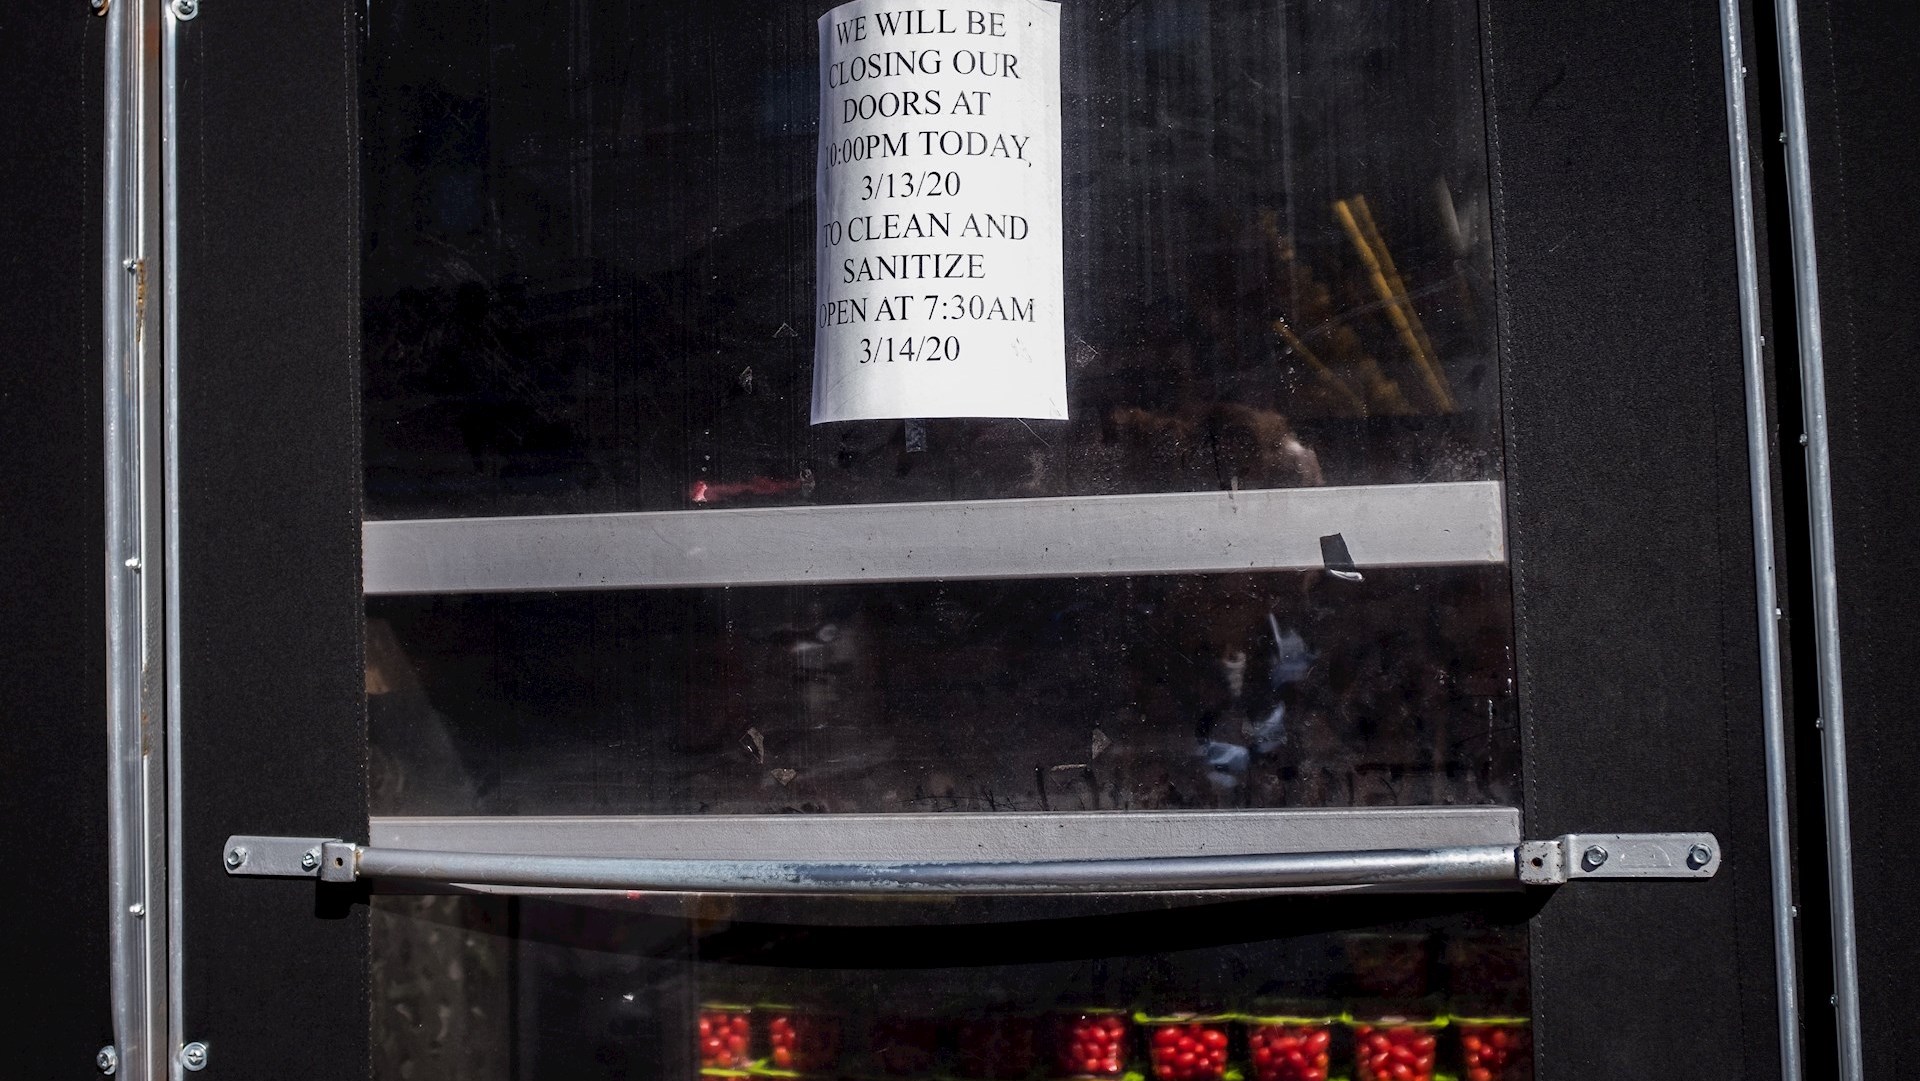 WE WILL BE
CLOSING OUR
DOORS AT
10:00PM TODAY,
3/13/20
TO CLEAN AND
SANITIZE
OPEN AT 7:30AM
3/14/20